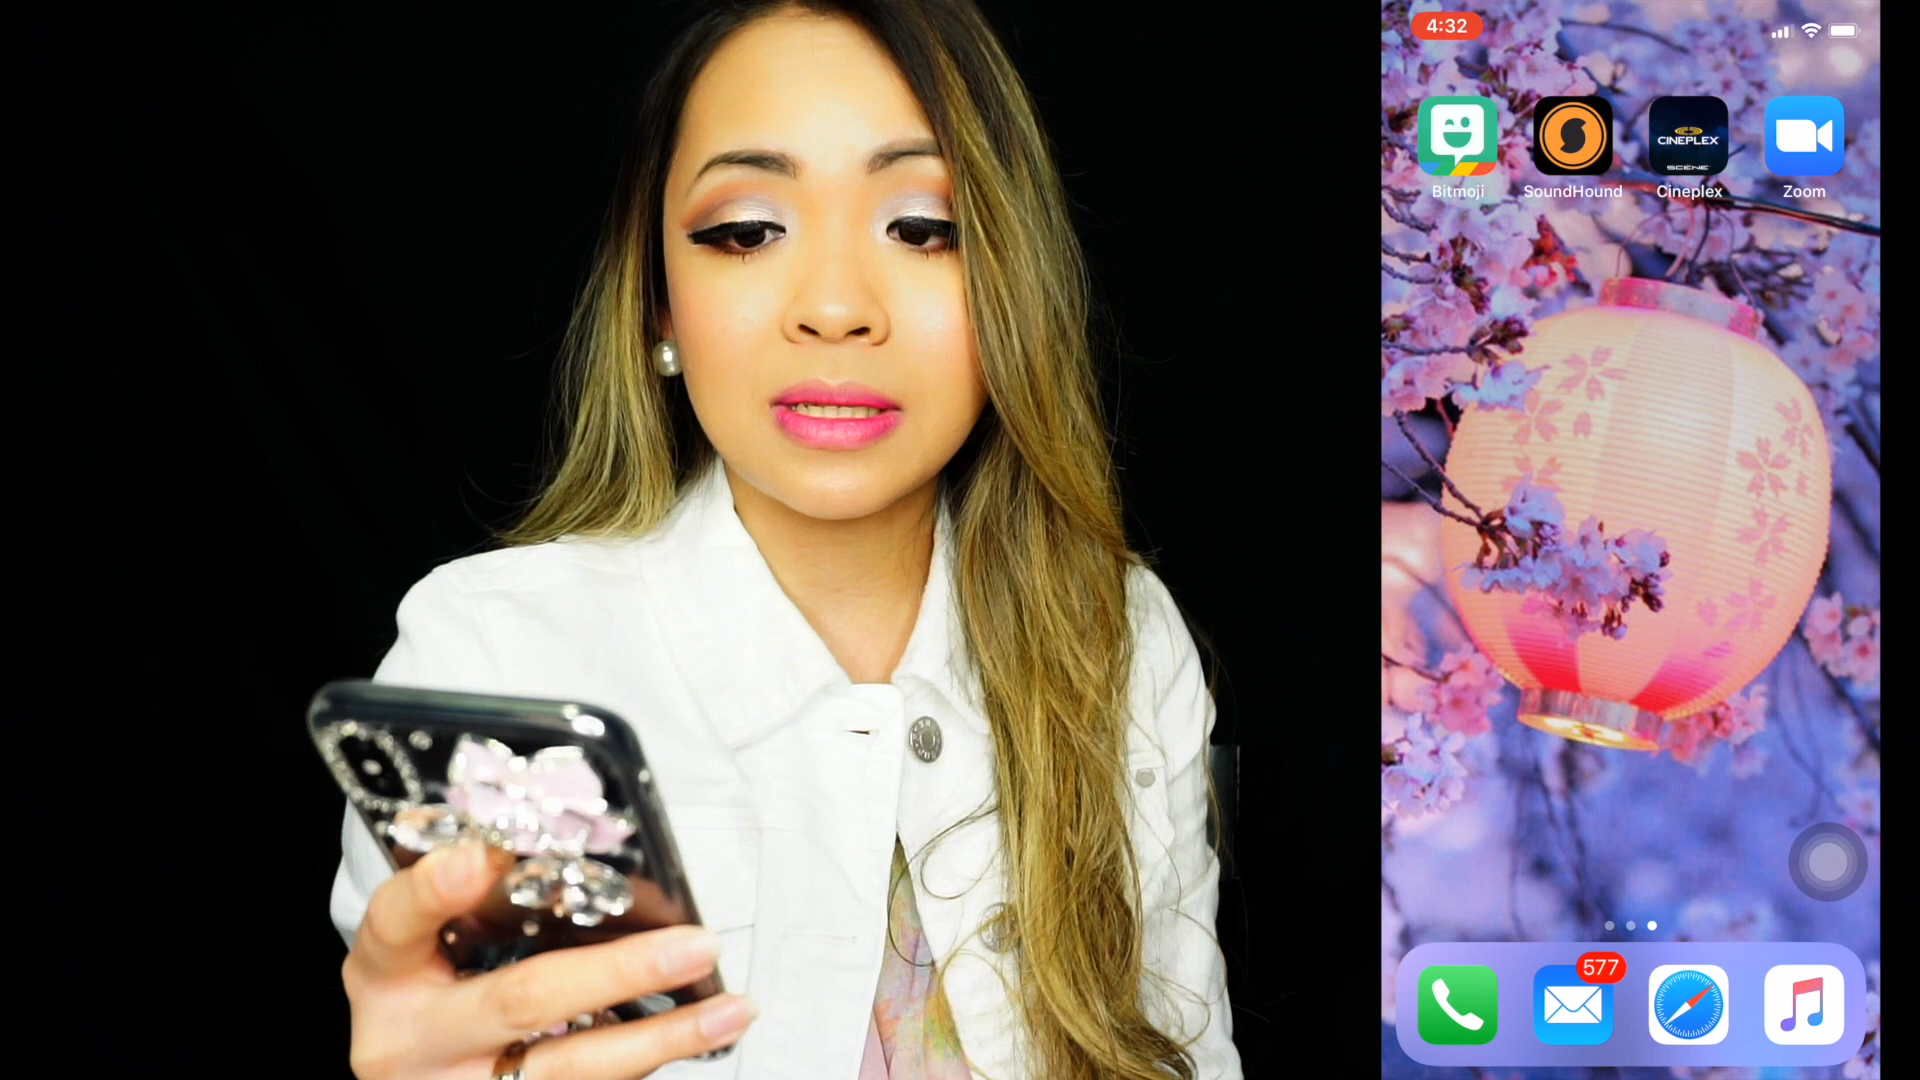 4:32
CINEPLEX
SCENE
Bitmoji
SoundHound
Cineplex
Zoom
577